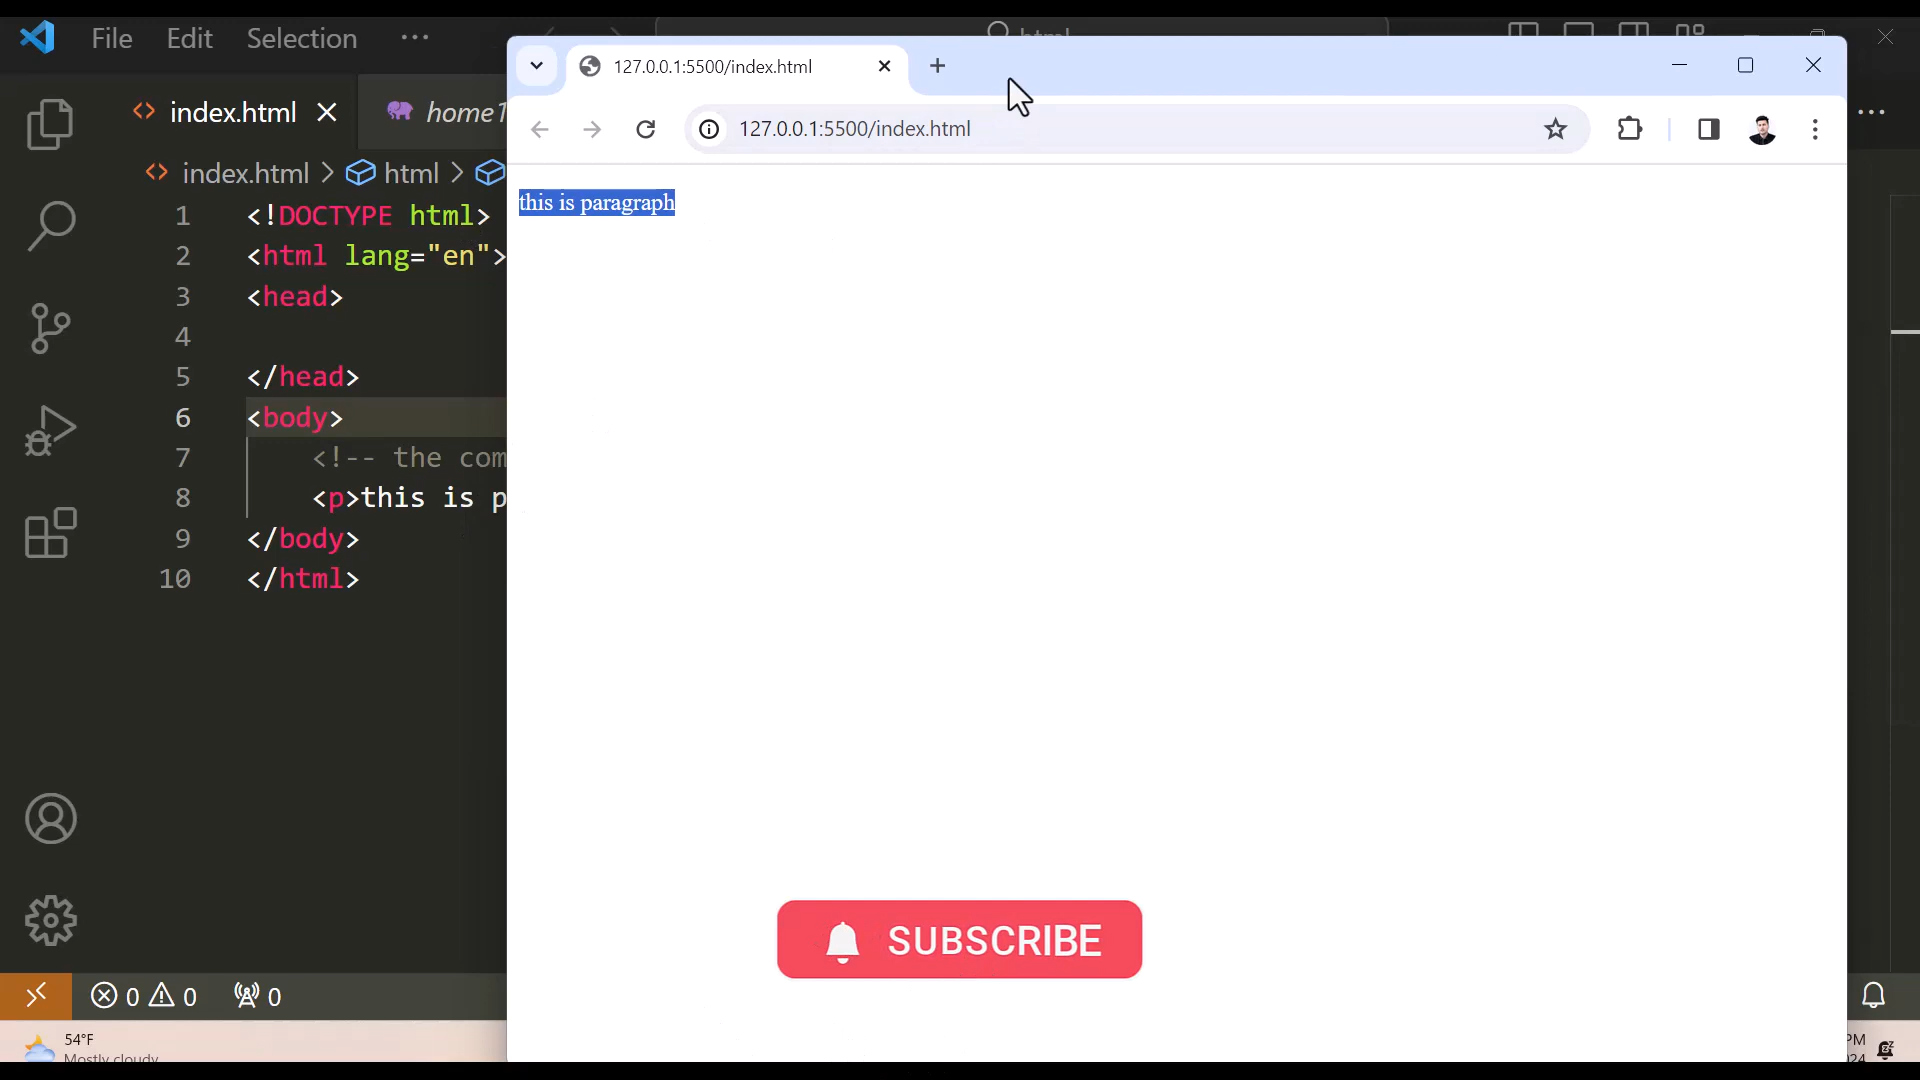 File Edit Selection ...
index.html home1
index.html > html >
1 <!DOCTYPE html>
2 <html lang="en">
3 <head>
4
5 </head>
6 <body>
7 <!-- the com
8 <p>this is p
9 </body>
10 </html>
0 0 0
54°F
Mostly cloudy
127.0.0.1:5500/index.html
127.0.0.1:5500/index.html
this is paragraph
SUBSCRIBE
PM